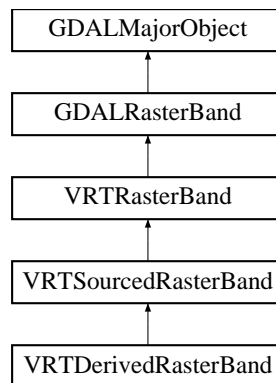 GDALMajorObject
GDALRasterBand
VRTRasterBand
VRTSourcedRasterBand
VRTDerivedRasterBand